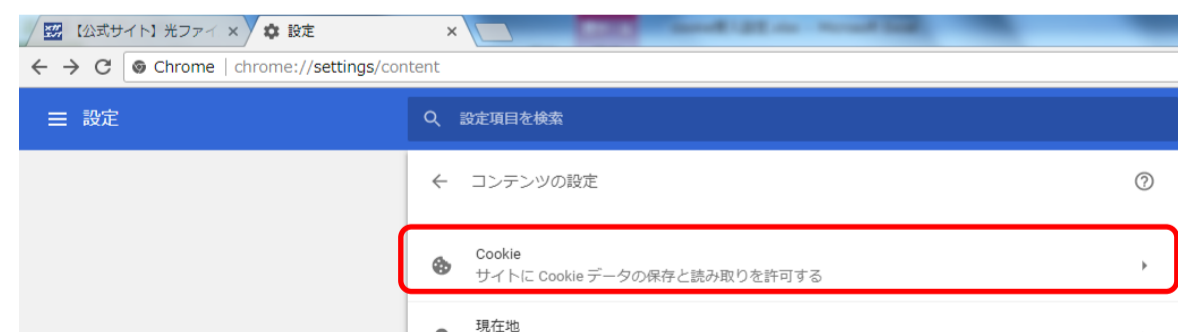 【公式サイト】光ファイ
設定
Chrome | chrome://settings/content
設定
設定項目を検索
コンテンツの設定
Cookie
サイトに Cookie データの保存と読み取りを許可する
現在地